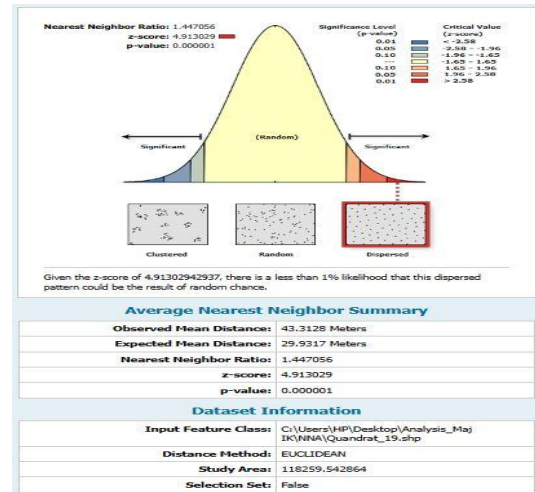 Nearest Neighbor Ratio: 1.447056
z-score: 4.913029
p-value: 0.000001
Significance Level
(p-value)
Critical Value
(z-score)
0.01 < -2.58
0.05 -2.58 - -1.96
0.10 -1.96 - -1.65
--- -1.65 - 1.65
0.10 1.65 - 1.96
0.05 1.96 - 2.58
0.01 > 2.58
(Random)
Significant Significant
Clustered Random Dispersed
Given the z-score of 4.91302942937, there is a less than 1% likelihood that this dispersed
pattern could be the result of random chance.
Average Nearest Neighbor Summary
Observed Mean Distance: 43.3128 Meters
Expected Mean Distance: 29.9317 Meters
Nearest Neighbor Ratio: 1.447056
z-score: 4.913029
p-value: 0.000001
Dataset Information
Input Feature Class: C:\Users\HP\Desktop\Analysis_Maj
IK\NNA\Quandrat_19.shp
Distance Method: EUCLIDEAN
Study Area: 118259.542864
Selection Set: False